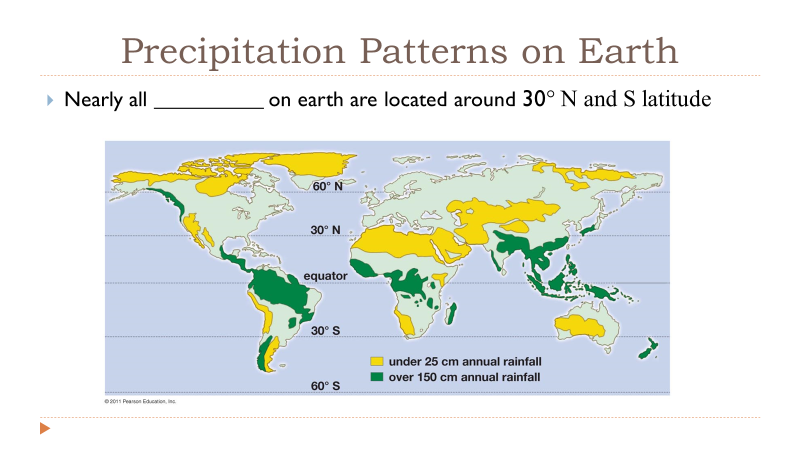 Precipitation Patterns on Earth
Nearly all __________ on earth are located around 30° N and S latitude
60° N
30° N
equator
30° S
under 25 cm annual rainfall
over 150 cm annual rainfall
60° S
© 2011 Pearson Education, Inc.